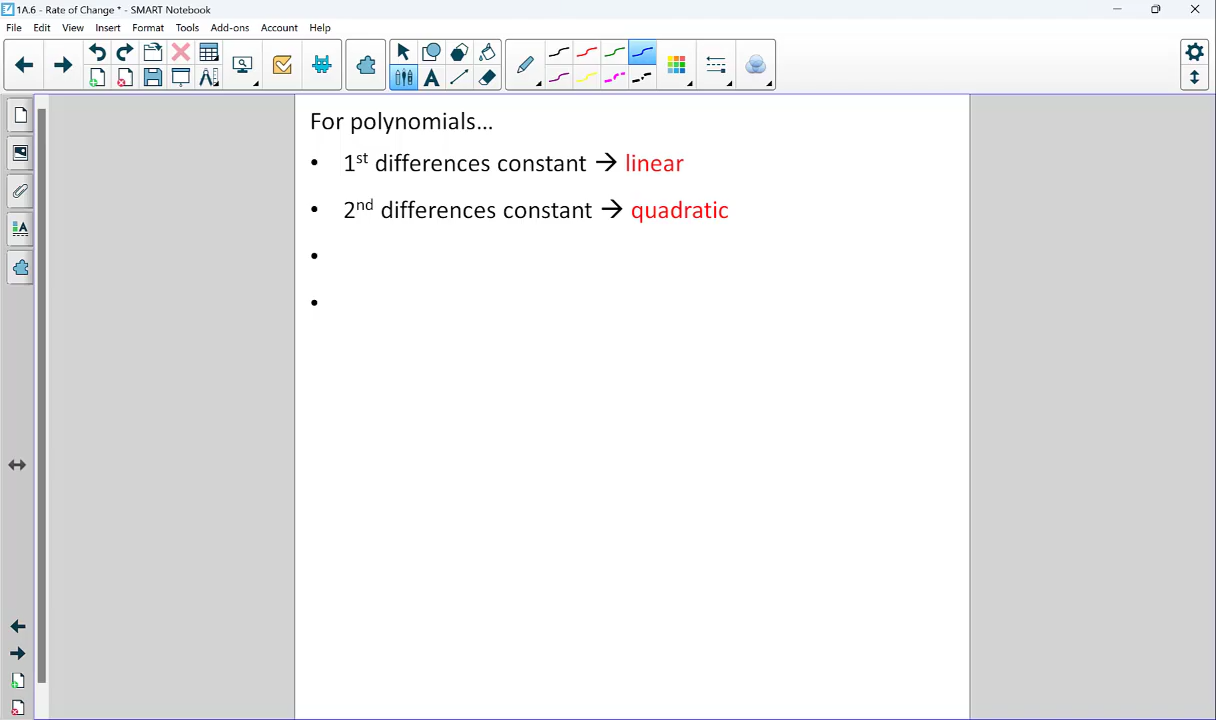 1A.6 - Rate of Change * - SMART Notebook
File Edit View Insert Format Tools Add-ons Account Help
For polynomials...
• 1st differences constant → linear
• 2nd differences constant → quadratic
•
•